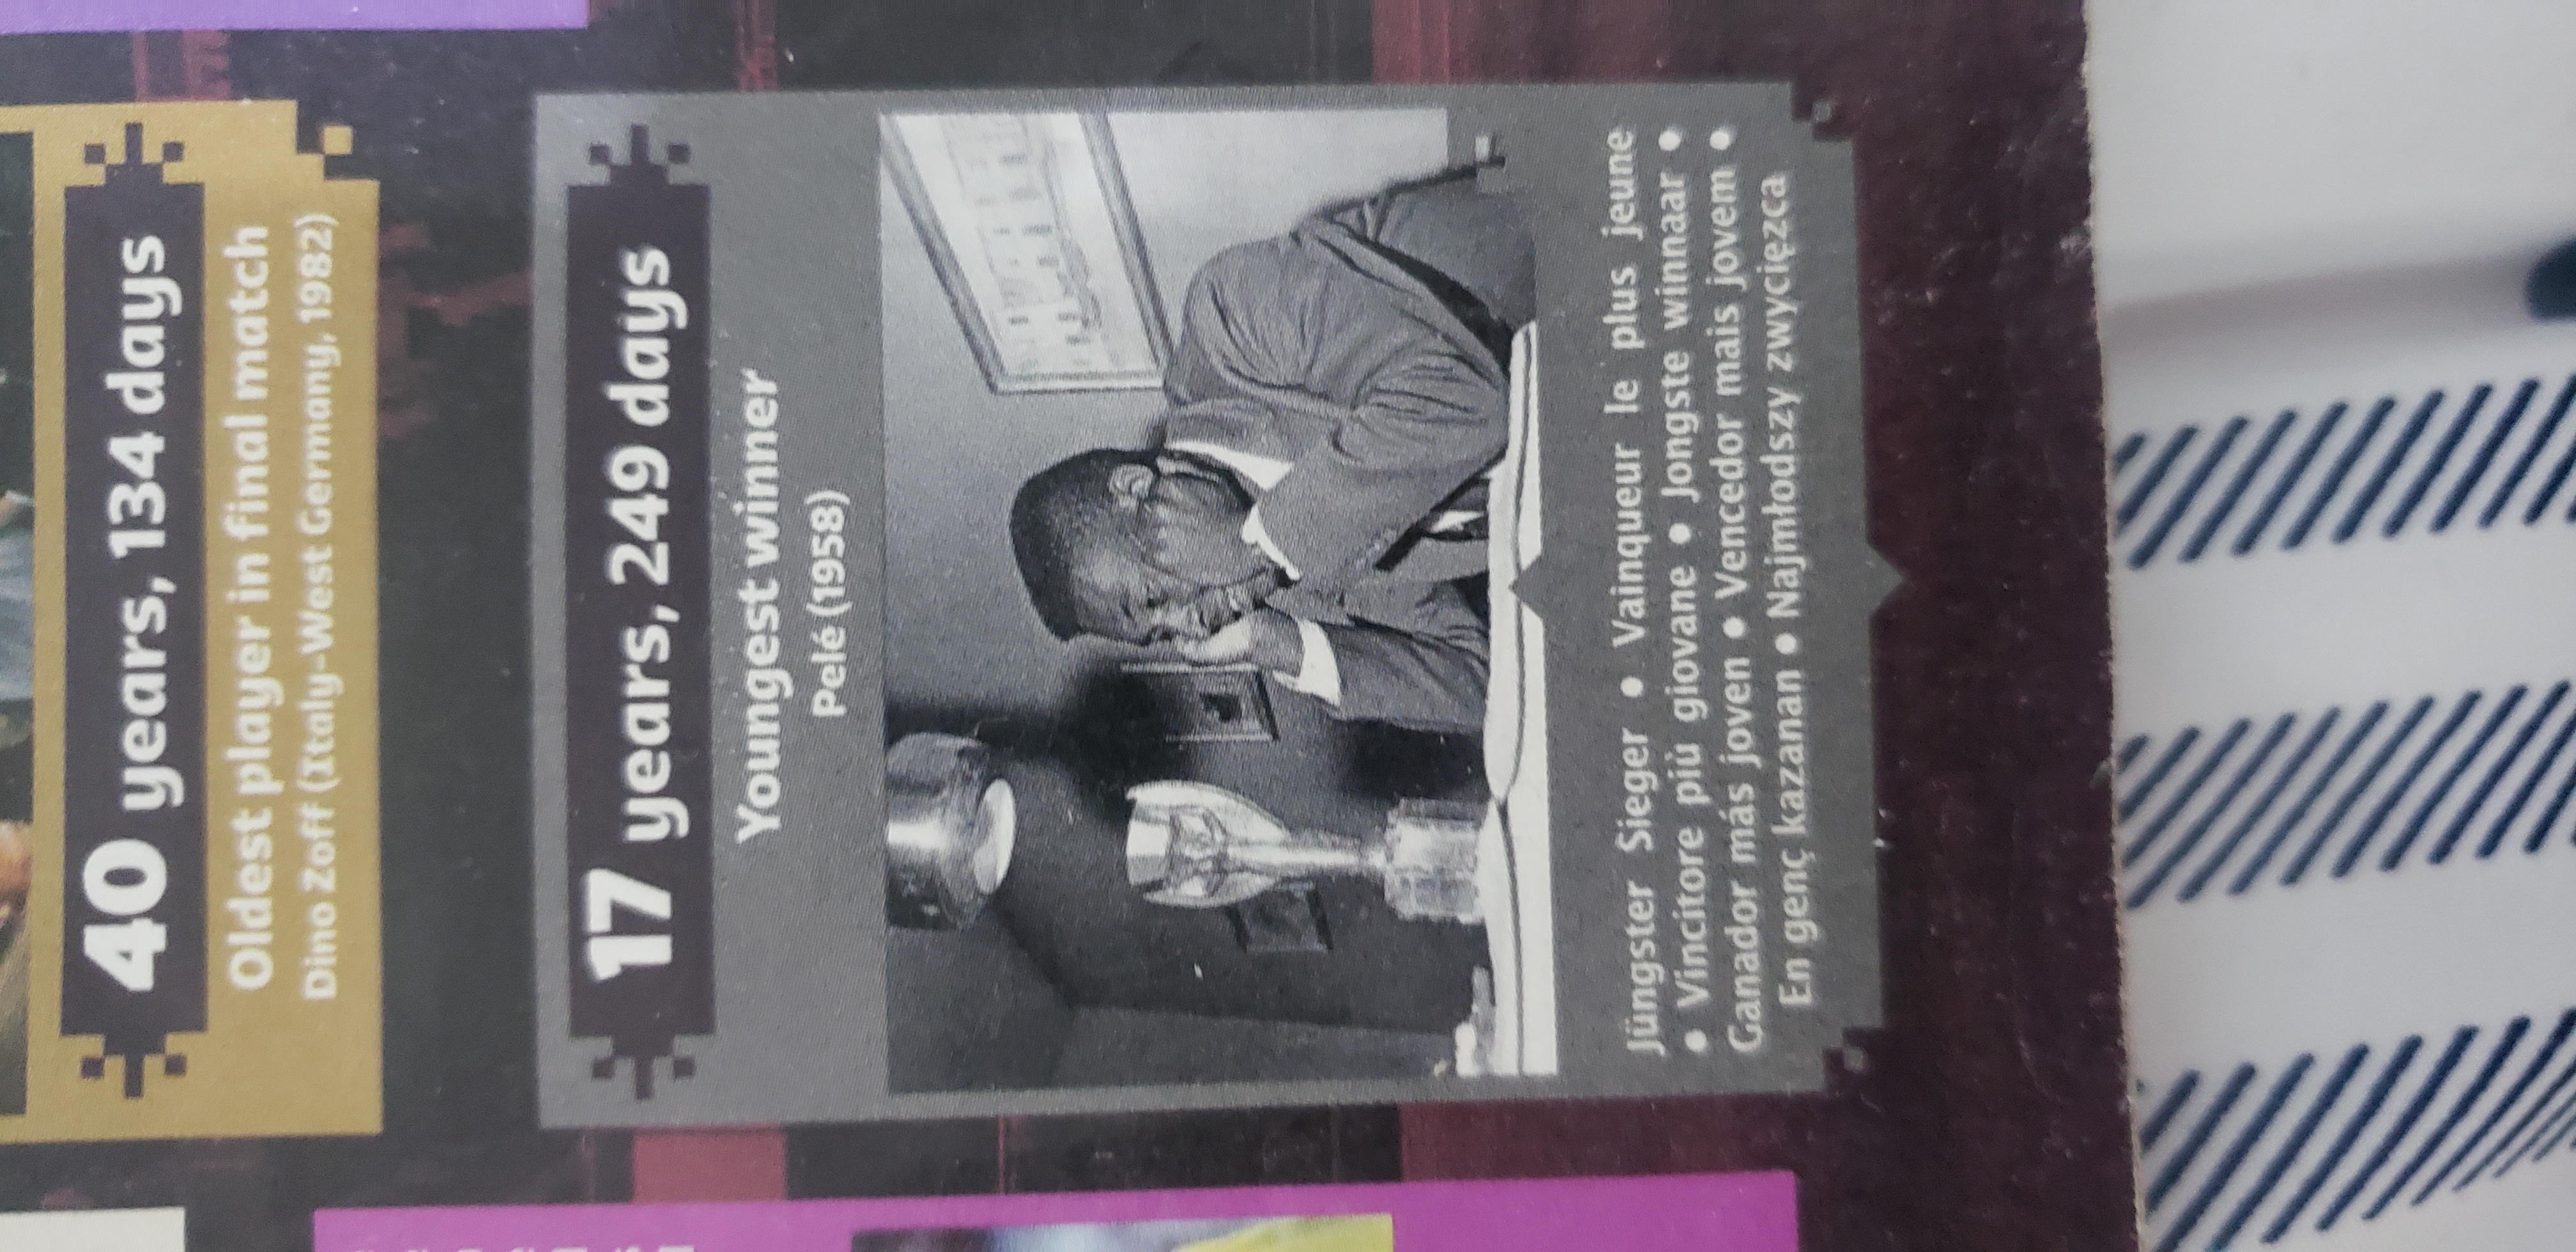 40 years, 134 days
Oldest player in final match
Dino Zoff (Italy-West Germany, 1982)
17 years, 249 days
Youngest winner
Pelé (1958)
Jüngster Sieger • Vainqueur le plus jeune
• Vincitore più giovane • Jongste winnaar •
Ganador más joven • Vencedor mais jovem •
En genç kazanan • Najmłodszy zwycięzca